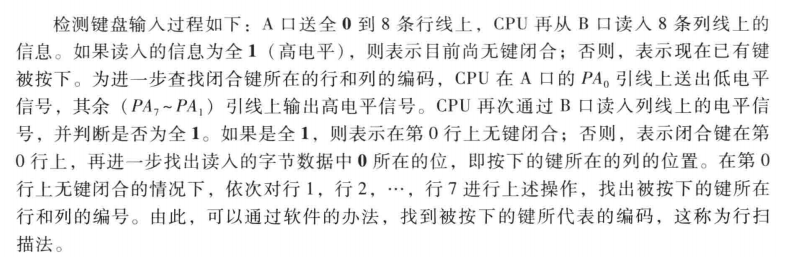 检测键盘输入过程如下：A 口送全 0 到 8 条行线上，CPU 再从 B 口读入 8 条列线上的
信息。如果读入的信息为全 1（高电平），则表示目前尚无键闭合；否则，表示现在已有键
被按下。为进一步查找闭合键所在的行和列的编码，CPU 在 A 口的 PA₀ 引线上送出低电平
信号，其余（PA₇~PA₁）引线上输出高电平信号。CPU 再次通过 B 口读入列线上的电平信
号，并判断是否为全 1。如果是全 1，则表示在第 0 行上无键闭合；否则，表示闭合键在第
0 行上，再进一步找出读入的字节数据中 0 所在的位，即按下的键所在的列的位置。在第 0
行上无键闭合的情况下，依次对行 1，行 2，…，行 7 进行上述操作，找出被按下的键所在
行和列的编号。由此，可以通过软件的办法，找到被按下的键所代表的编码，这称为行扫
描法。